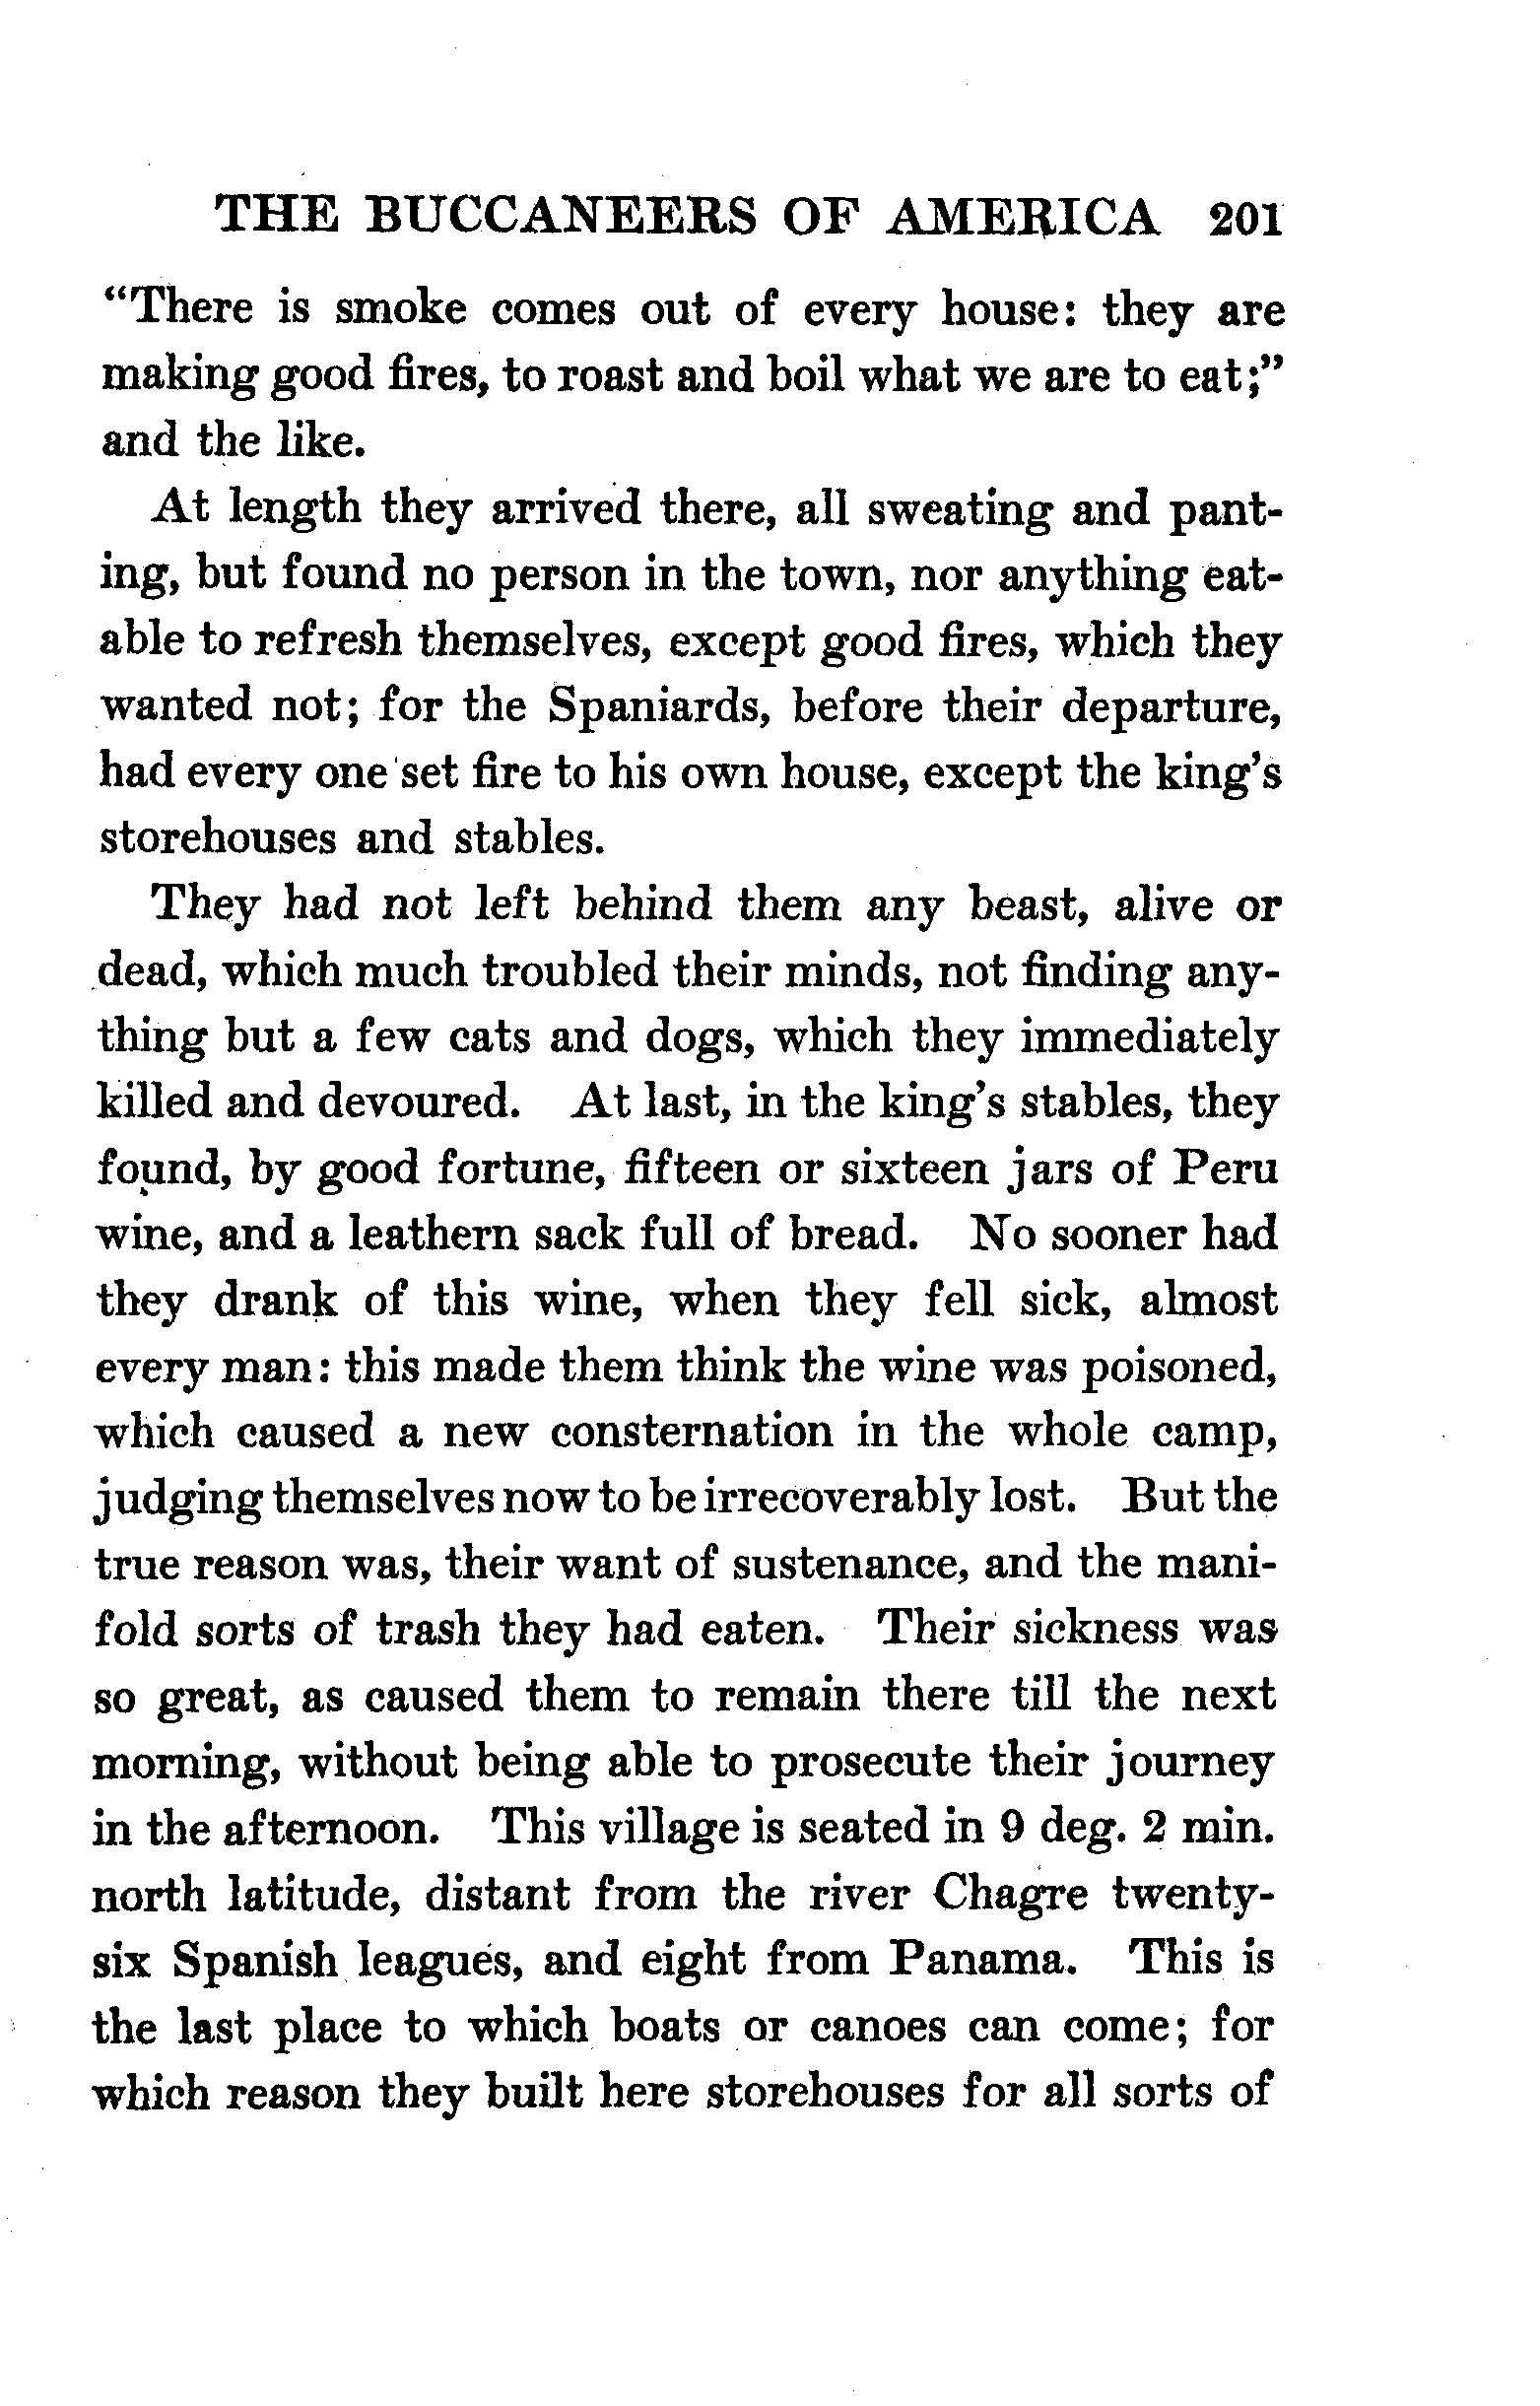 THE BUCCANEERS OF AMERICA 201
“There is smoke comes out of every house: they are
making good fires, to roast and boil what we are to eat;”
and the like.
At length they arrived there, all sweating and pant-
ing, but found no person in the town, nor anything eat-
able to refresh themselves, except good fires, which they
wanted not; for the Spaniards, before their departure,
had every one set fire to his own house, except the king’s
storehouses and stables.
They had not left behind them any beast, alive or
dead, which much troubled their minds, not finding any-
thing but a few cats and dogs, which they immediately
killed and devoured. At last, in the king’s stables, they
found, by good fortune, fifteen or sixteen jars of Peru
wine, and a leathern sack full of bread. No sooner had
they drank of this wine, when they fell sick, almost
every man: this made them think the wine was poisoned,
which caused a new consternation in the whole camp,
judging themselves now to be irrecoverably lost. But the
true reason was, their want of sustenance, and the mani-
fold sorts of trash they had eaten. Their sickness was
so great, as caused them to remain there till the next
morning, without being able to prosecute their journey
in the afternoon. This village is seated in 9 deg. 2 min.
north latitude, distant from the river Chagre twenty-
six Spanish leagues, and eight from Panama. This is
the last place to which boats or canoes can come; for
which reason they built here storehouses for all sorts of